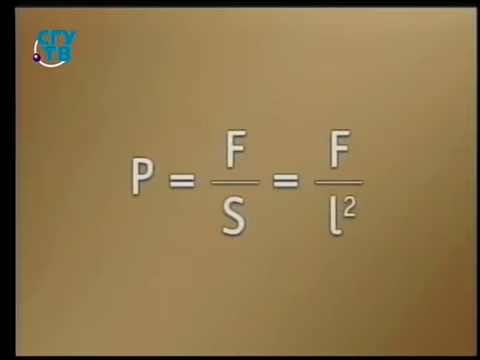 СГУ
ТВ
P = F/S = F/l²